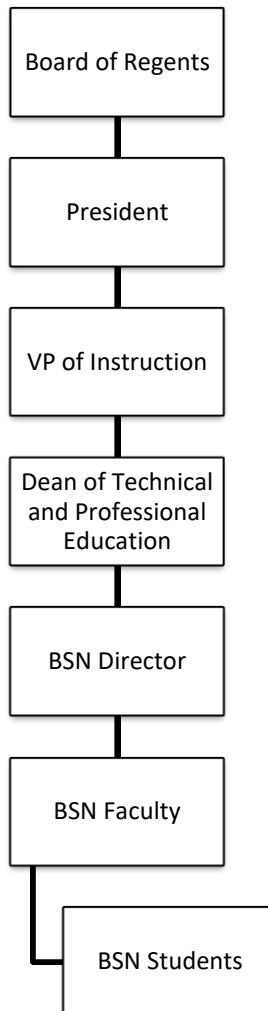 Board of Regents
President
VP of Instruction
Dean of Technical
and Professional
Education
BSN Director
BSN Faculty
BSN Students